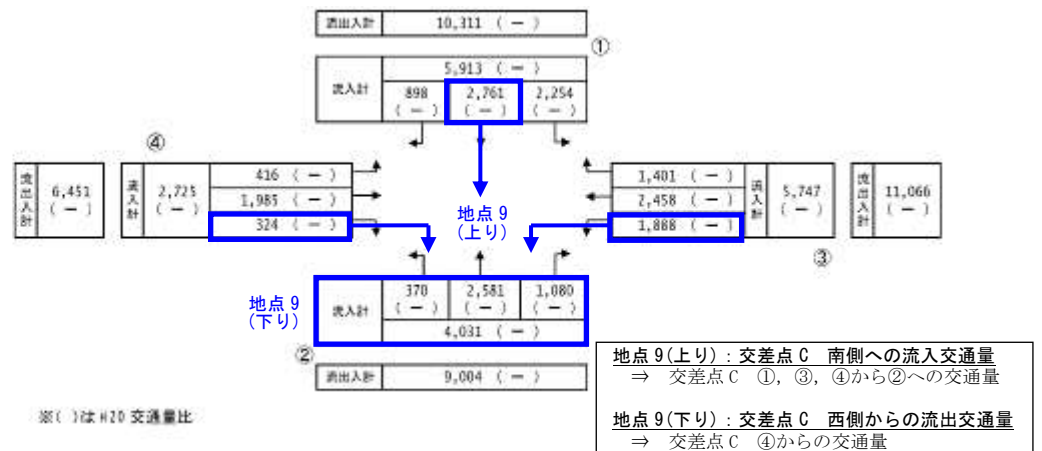 流出入計 10,311 ( － )
①
流入計 5,913 ( － )
898 2,761 2,254
( － ) ( － ) ( － )
④
流出入計 6,451 ( － )
流入計 2,725 ( － )
416 ( － )
1,985 ( － )
324 ( － )
地点9
(上り)
1,401 ( － )
2,458 ( － )
1,888 ( － )
流入計 5,747 ( － )
流出入計 11,066 ( － )
③
地点9
(下り)
流入計
370 2,581 1,080
( － ) ( － ) ( － )
4,031 ( － )
②
流出入計 9,004 ( － )
※( )はH20 交通量比
地点9(上り)：交差点C 南側への流入交通量
⇒ 交差点C ①，③，④から②への交通量
地点9(下り)：交差点C 西側からの流出交通量
⇒ 交差点C ④からの交通量